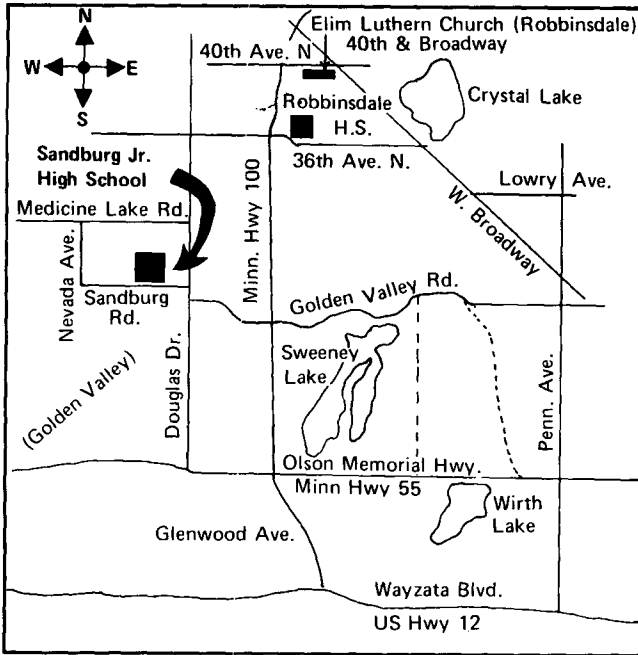 N
W E
S
Elim Luthern Church (Robbinsdale)
40th & Broadway
40th Ave. N
Robbinsdale
H.S.
Crystal Lake
36th Ave. N.
Sandburg Jr.
High School
Medicine Lake Rd.
Minn. Hwy 100
Lowry Ave.
W. Broadway
Nevada Ave.
Sandburg
Rd.
Golden Valley Rd.
Sweeney
Lake
Douglas Dr.
(Golden Valley)
Penn. Ave.
Olson Memorial Hwy.
Minn Hwy 55
Wirth
Lake
Glenwood Ave.
Wayzata Blvd.
US Hwy 12